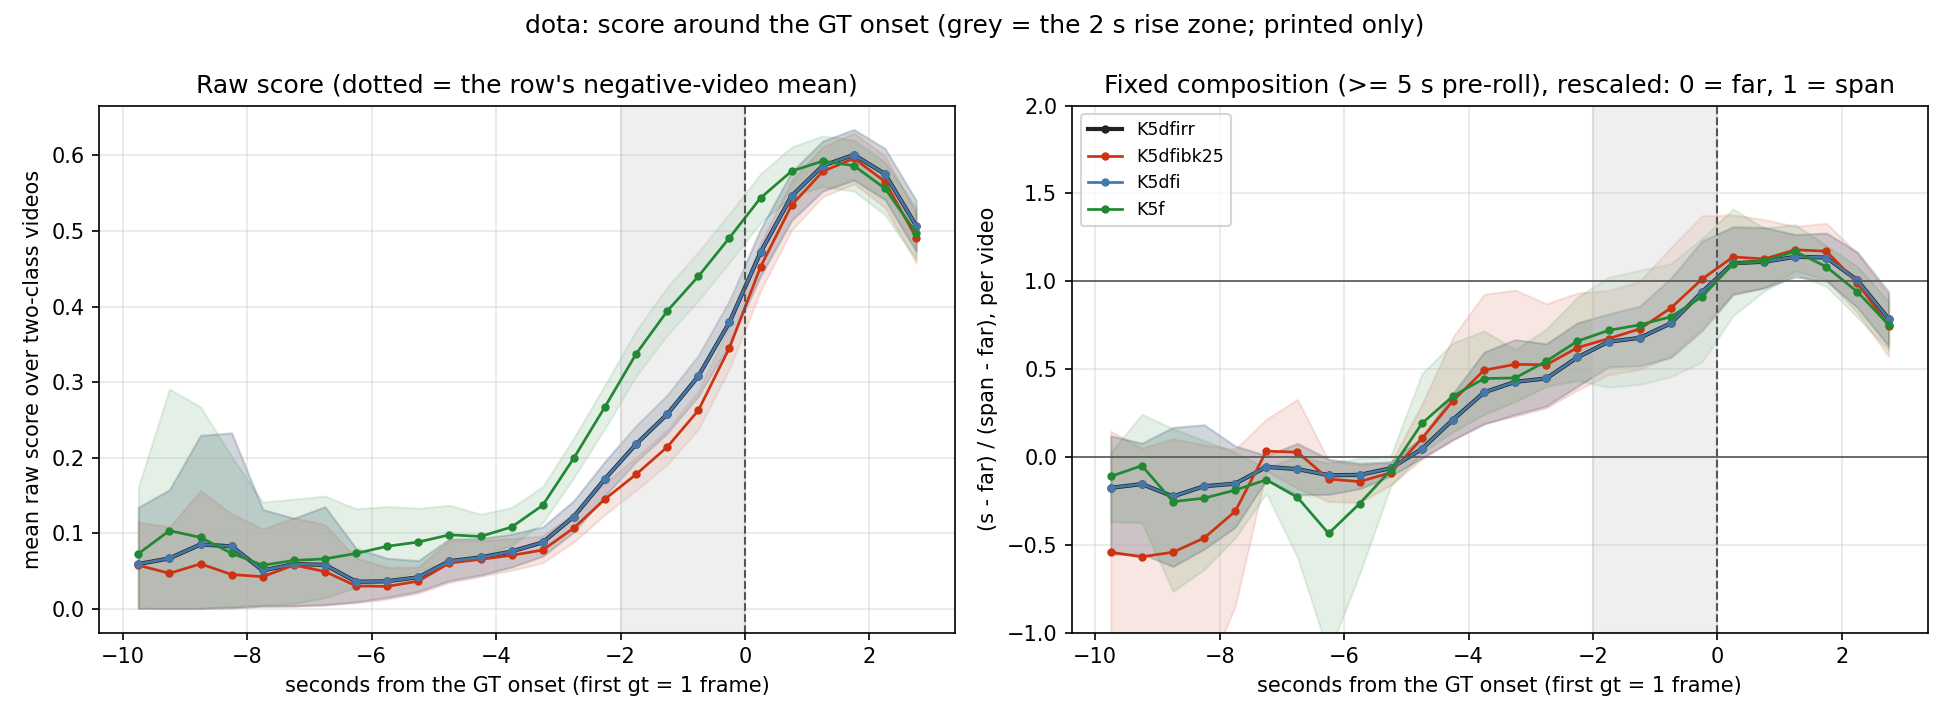 dota: score around the GT onset (grey = the 2 s rise zone; printed only)
Raw score (dotted = the row's negative-video mean)
mean raw score over two-class videos
0.6
0.5
0.4
0.3
0.2
0.1
0.0
−10
−8
−6
−4
−2
0
2
seconds from the GT onset (first gt = 1 frame)
Fixed composition (>= 5 s pre-roll), rescaled: 0 = far, 1 = span
(s - far) / (span - far), per video
2.0
1.5
1.0
0.5
0.0
−0.5
−1.0
K5dfirr
K5dfibk25
K5dfi
K5f
−10
−8
−6
−4
−2
0
2
seconds from the GT onset (first gt = 1 frame)